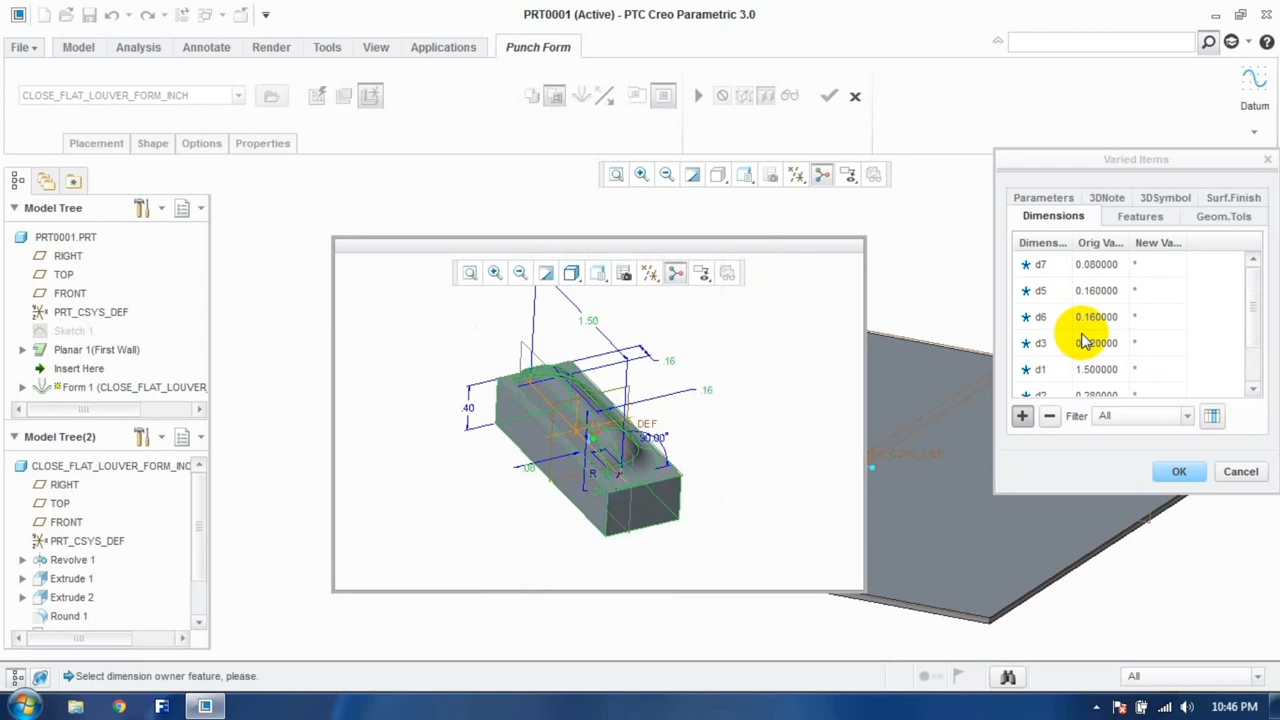 PRT0001 (Active) - PTC Creo Parametric 3.0
File Model Analysis Annotate Render Tools View Applications Punch Form
CLOSE_FLAT_LOUVER_FORM_INCH
Datum
Placement Shape Options Properties
Model Tree
PRT0001.PRT
RIGHT
TOP
FRONT
PRT_CSYS_DEF
Sketch 1
Planar 1(First Wall)
Insert Here
Form 1 (CLOSE_FLAT_LOUVER_
Model Tree(2)
CLOSE_FLAT_LOUVER_FORM_INC
RIGHT
TOP
FRONT
PRT_CSYS_DEF
Revolve 1
Extrude 1
Extrude 2
Round 1
1.50
.16
.16
.40
DEF
.08
R
Varied Items
Parameters 3DNote 3DSymbol Surf.Finish
Dimensions Features Geom.Tols
Dimens... Orig Va... New Va...
d7 0.080000 *
d5 0.160000 *
d6 0.160000 *
d3 *
d1 1.500000 *
d2 0.280000 *
Filter All
OK Cancel
Select dimension owner feature, please.
All
10:46 PM